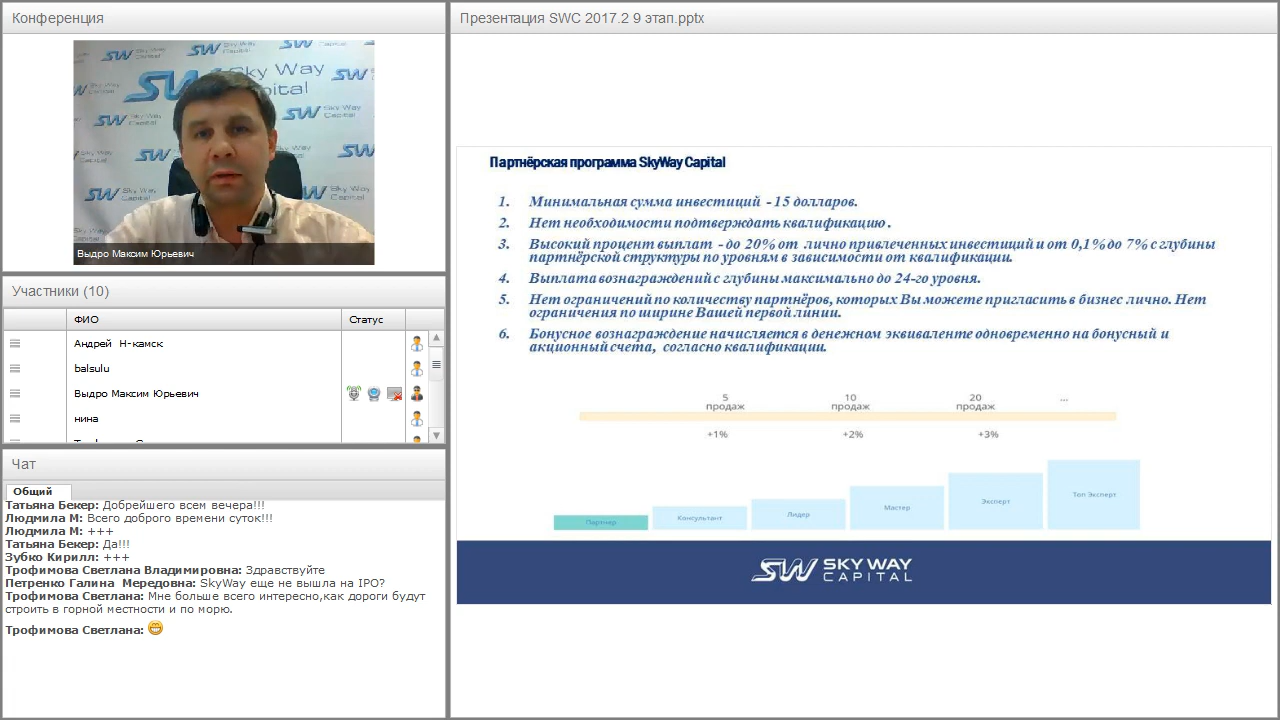 Конференция
SW
Sky Way
Capital
Выдро Максим Юрьевич
Участники (10)
ФИО
Статус
Андрей Н-камск
balsulu
Выдро Максим Юрьевич
нина
Чат
Общий
Татьяна Бекер: Добрейшего всем вечера!!!
Людмила М: Всего доброго времени суток!!!
Людмила М: +++
Татьяна Бекер: Да!!!
Зубко Кирилл: +++
Трофимова Светлана Владимировна: Здравствуйте
Петренко Галина Мередовна: SkyWay еще не вышла на IPO?
Трофимова Светлана: Мне больше всего интересно,как дороги будут
строить в горной местности и по морю.
Трофимова Светлана:
Презентация SWC 2017.2 9 этап.pptx
Партнёрская программа SkyWay Capital
1. Минимальная сумма инвестиций - 15 долларов.
2. Нет необходимости подтверждать квалификацию .
3. Высокий процент выплат - до 20% от лично привлеченных инвестиций и от 0,1% до 7% с глубины
партнёрской структуры по уровням в зависимости от квалификации.
4. Выплата вознаграждений с глубины максимально до 24-го уровня.
5. Нет ограничений по количеству партнёров, которых Вы можете пригласить в бизнес лично. Нет
ограничения по ширине Вашей первой линии.
6. Бонусное вознаграждение начисляется в денежном эквиваленте одновременно на бонусный и
акционный счета, согласно квалификации.
5 10 20 ...
продаж продаж продаж
+1% +2% +3%
Партнер Консультант Лидер Мастер Эксперт Топ Эксперт
SW SKY WAY
CAPITAL